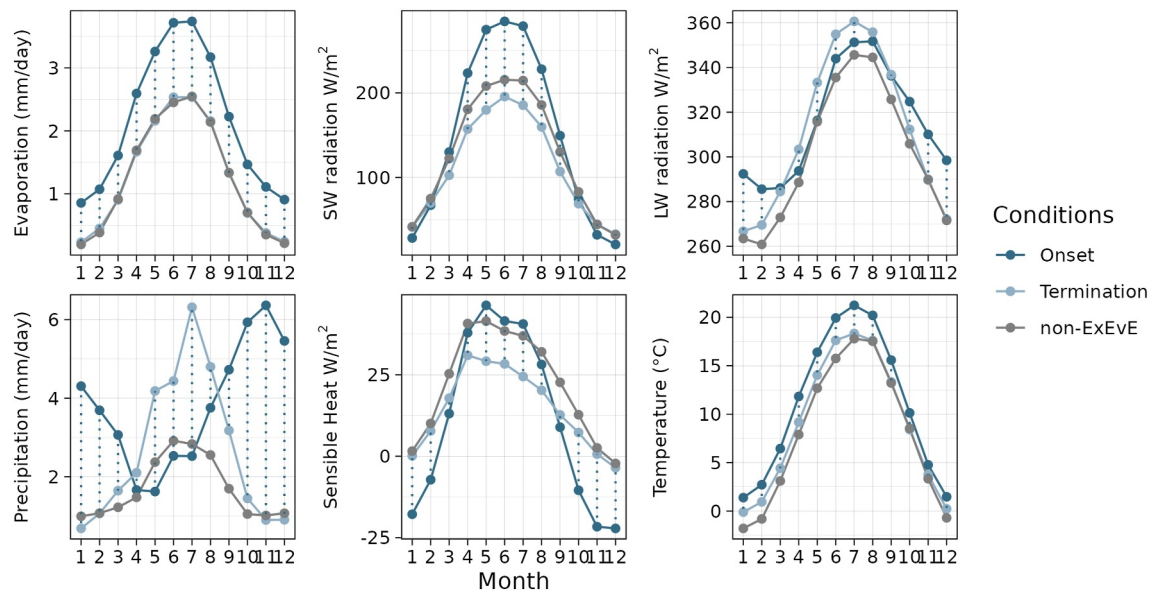 Evaporation (mm/day)
3
2
1
1 2 3 4 5 6 7 8 9 10 11 12
SW radiation W/m²
200
100
1 2 3 4 5 6 7 8 9 10 11 12
LW radiation W/m²
360
340
320
300
280
260
1 2 3 4 5 6 7 8 9 10 11 12
Precipitation (mm/day)
6
4
2
1 2 3 4 5 6 7 8 9 10 11 12
Sensible Heat W/m²
25
0
-25
1 2 3 4 5 6 7 8 9 10 11 12
Temperature (°C)
20
15
10
5
0
1 2 3 4 5 6 7 8 9 10 11 12
Month
Conditions
Onset
Termination
non-ExEvE